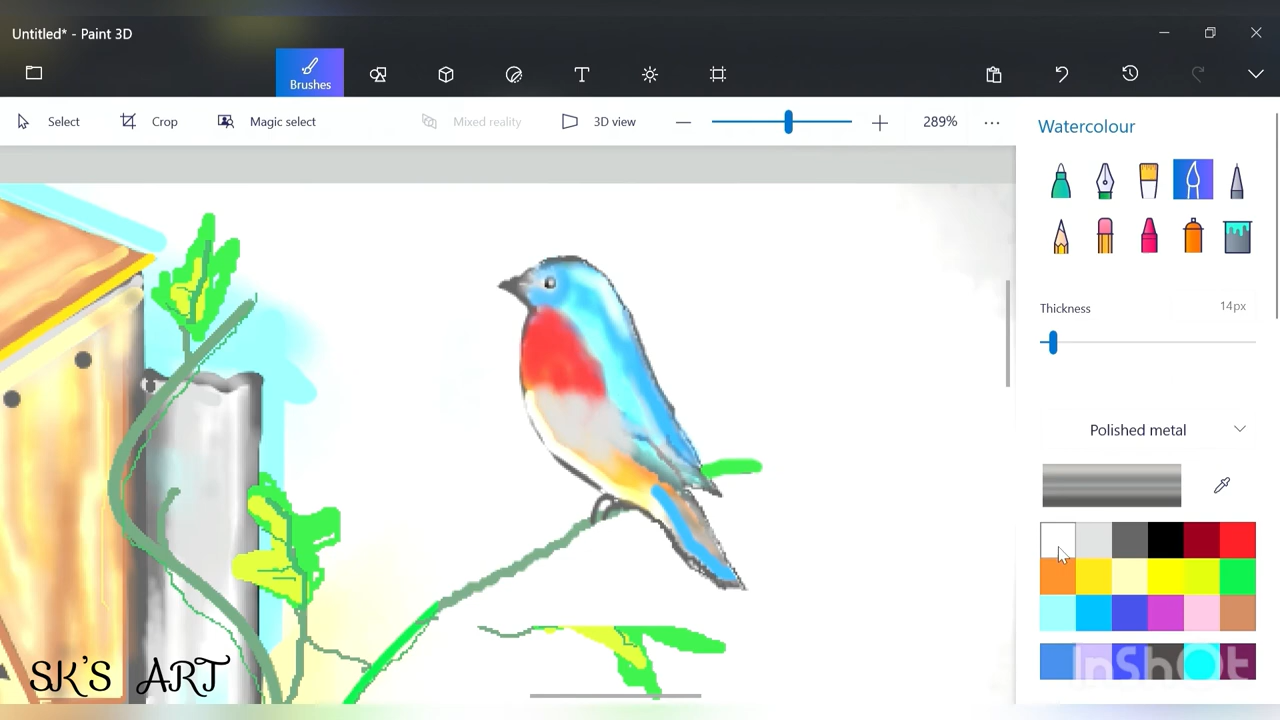 Untitled* - Paint 3D
Brushes
Select Crop Magic select Mixed reality 3D view 289%
Watercolour
Thickness 14px
Polished metal
SK'S ART
InShOt